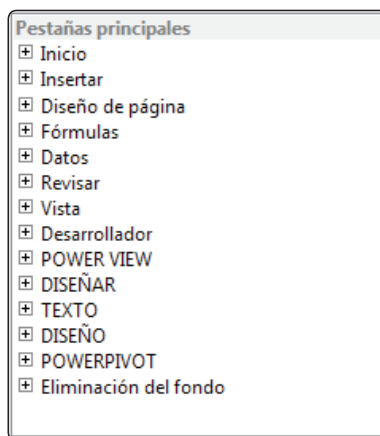 Pestañas principales
Inicio
Insertar
Diseño de página
Fórmulas
Datos
Revisar
Vista
Desarrollador
POWER VIEW
DISEÑAR
TEXTO
DISEÑO
POWERPIVOT
Eliminación del fondo